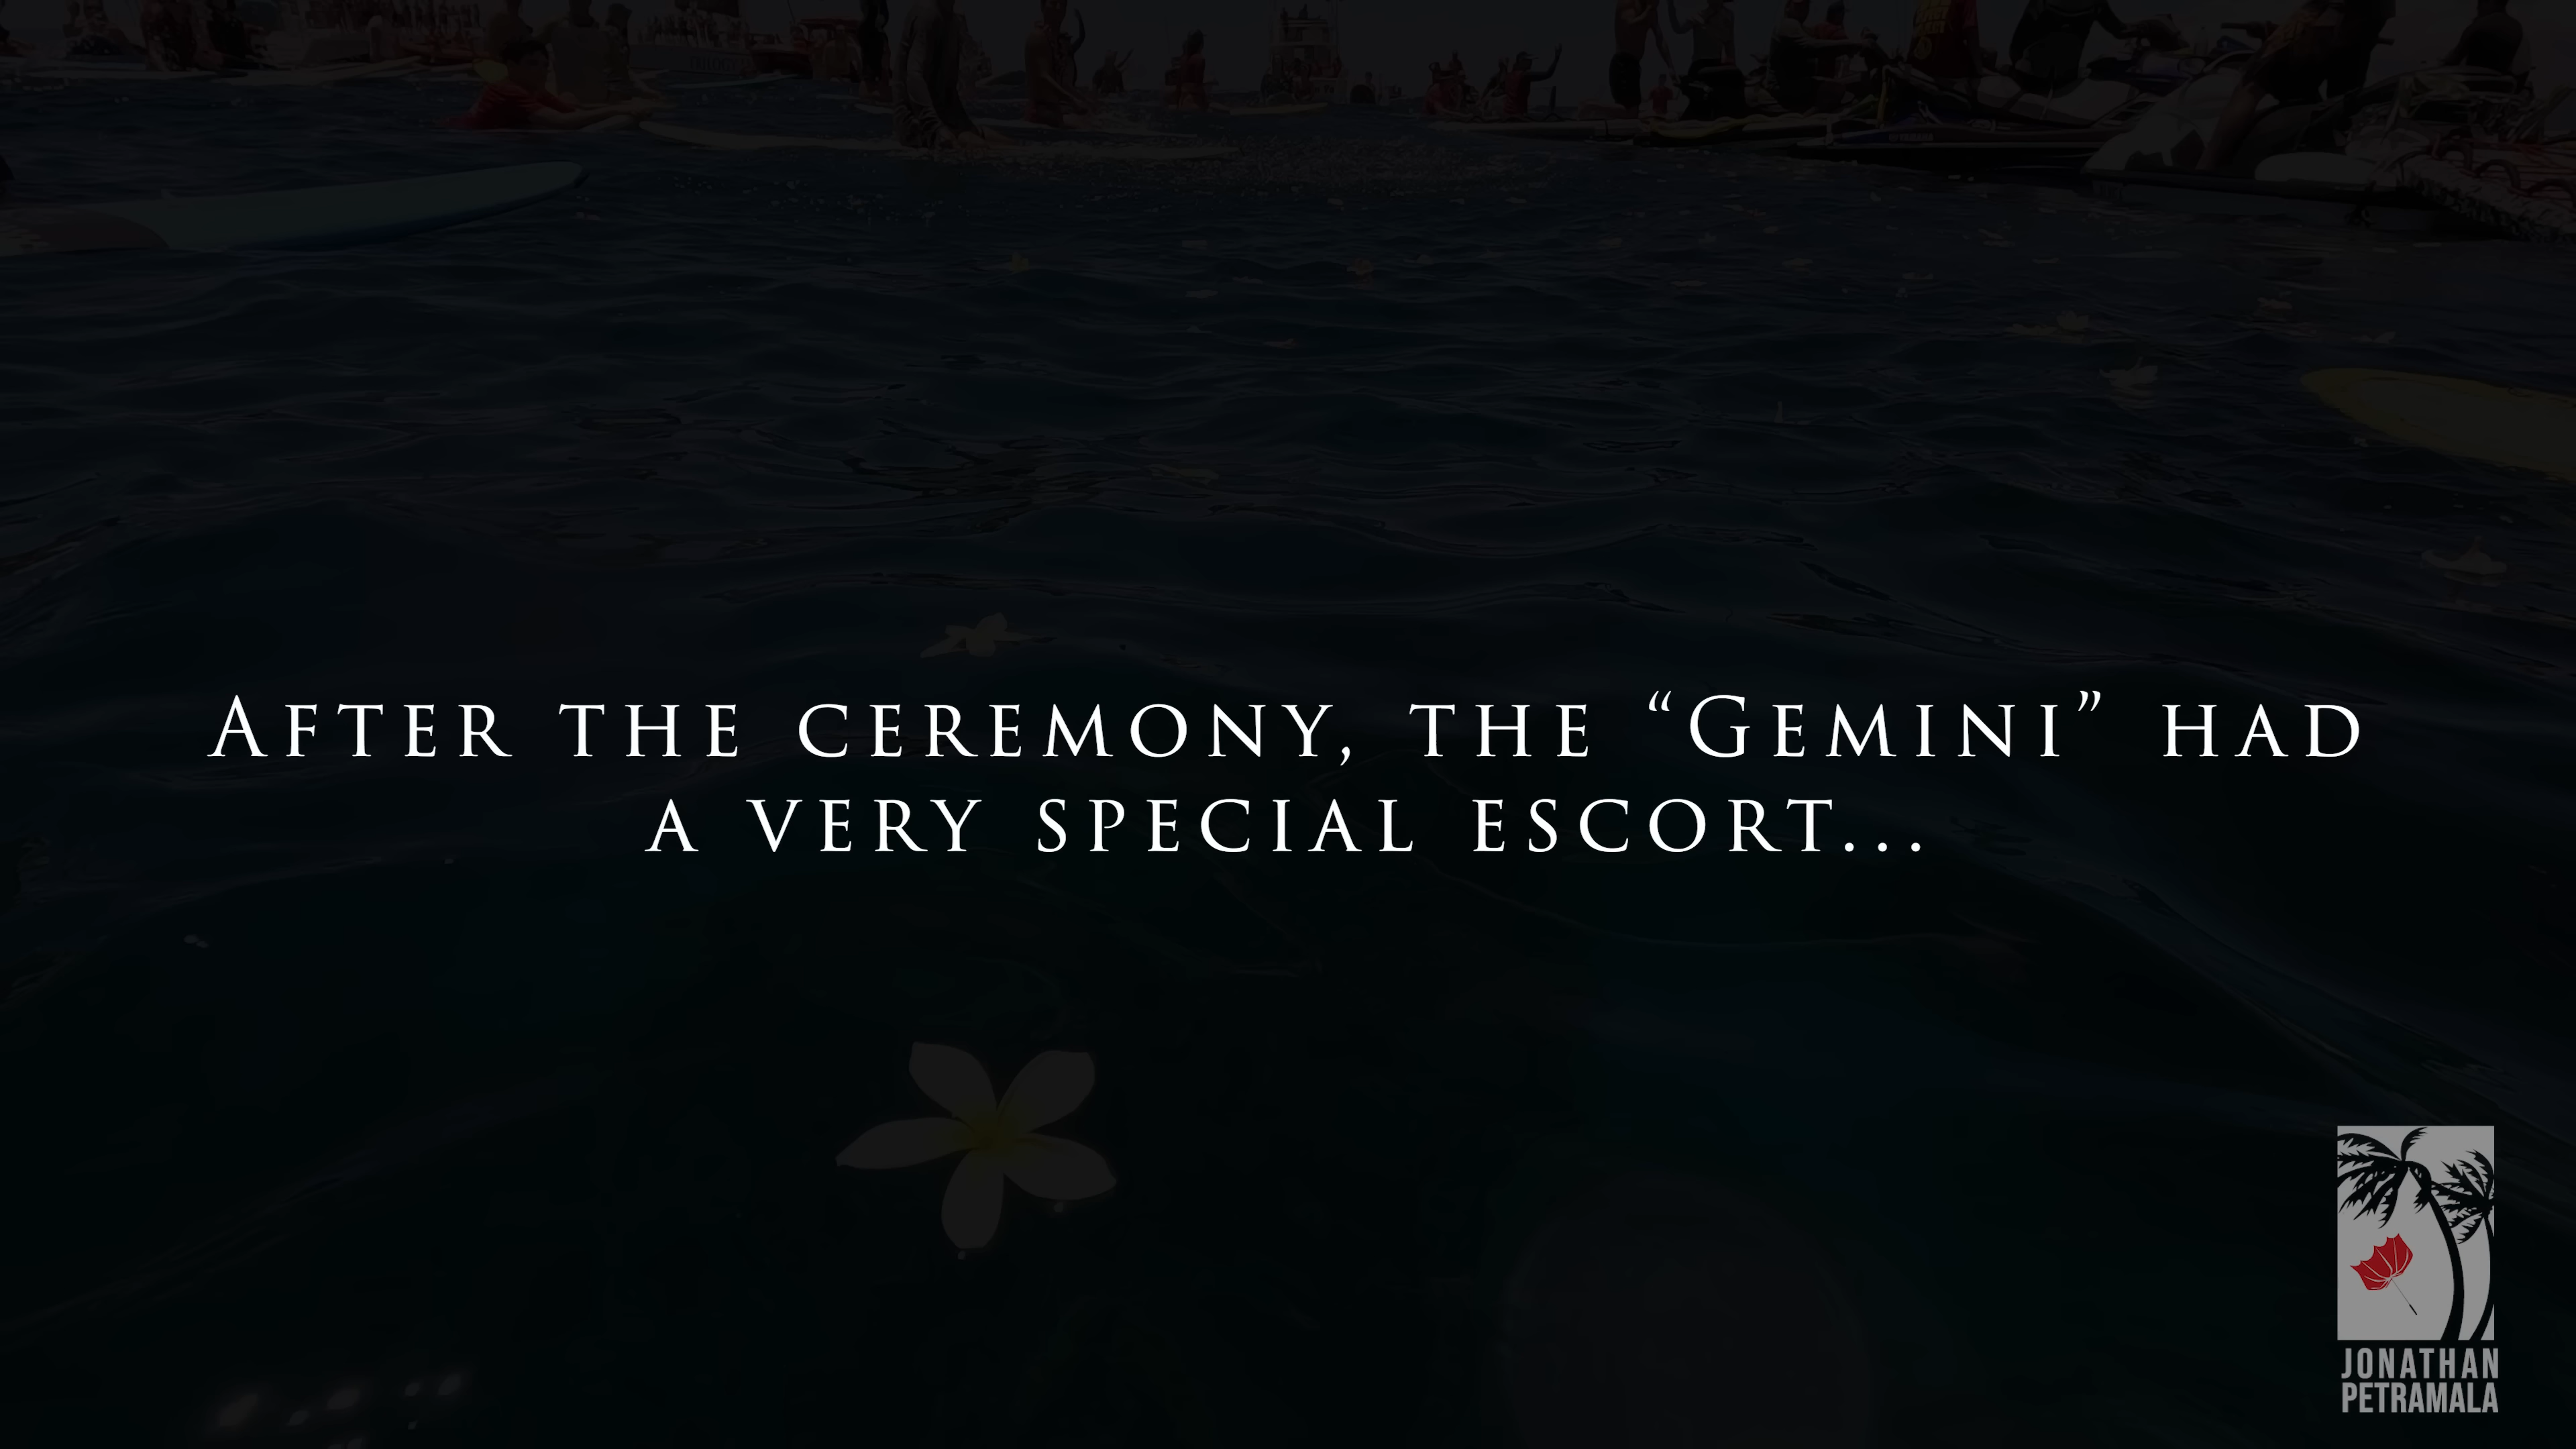 After the ceremony, the “Gemini” had
a very special escort...
JONATHAN
PETRAMALA